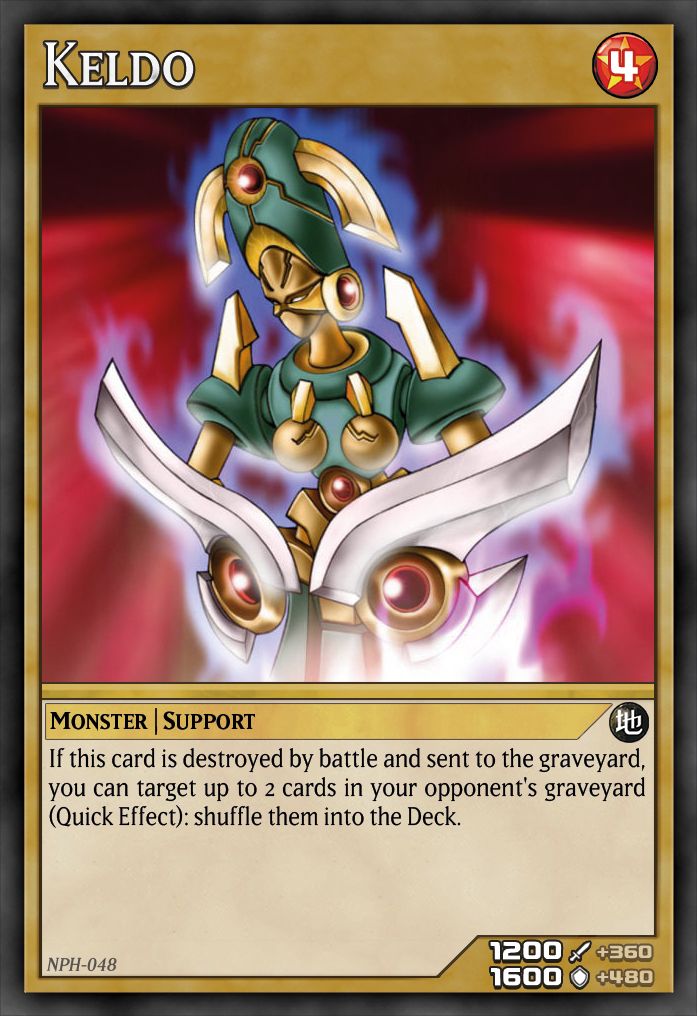 Keldo
4
Monster | Support
地
If this card is destroyed by battle and sent to the graveyard,
you can target up to 2 cards in your opponent's graveyard
(Quick Effect): shuffle them into the Deck.
1200 +360
NPH-048
1600 +480